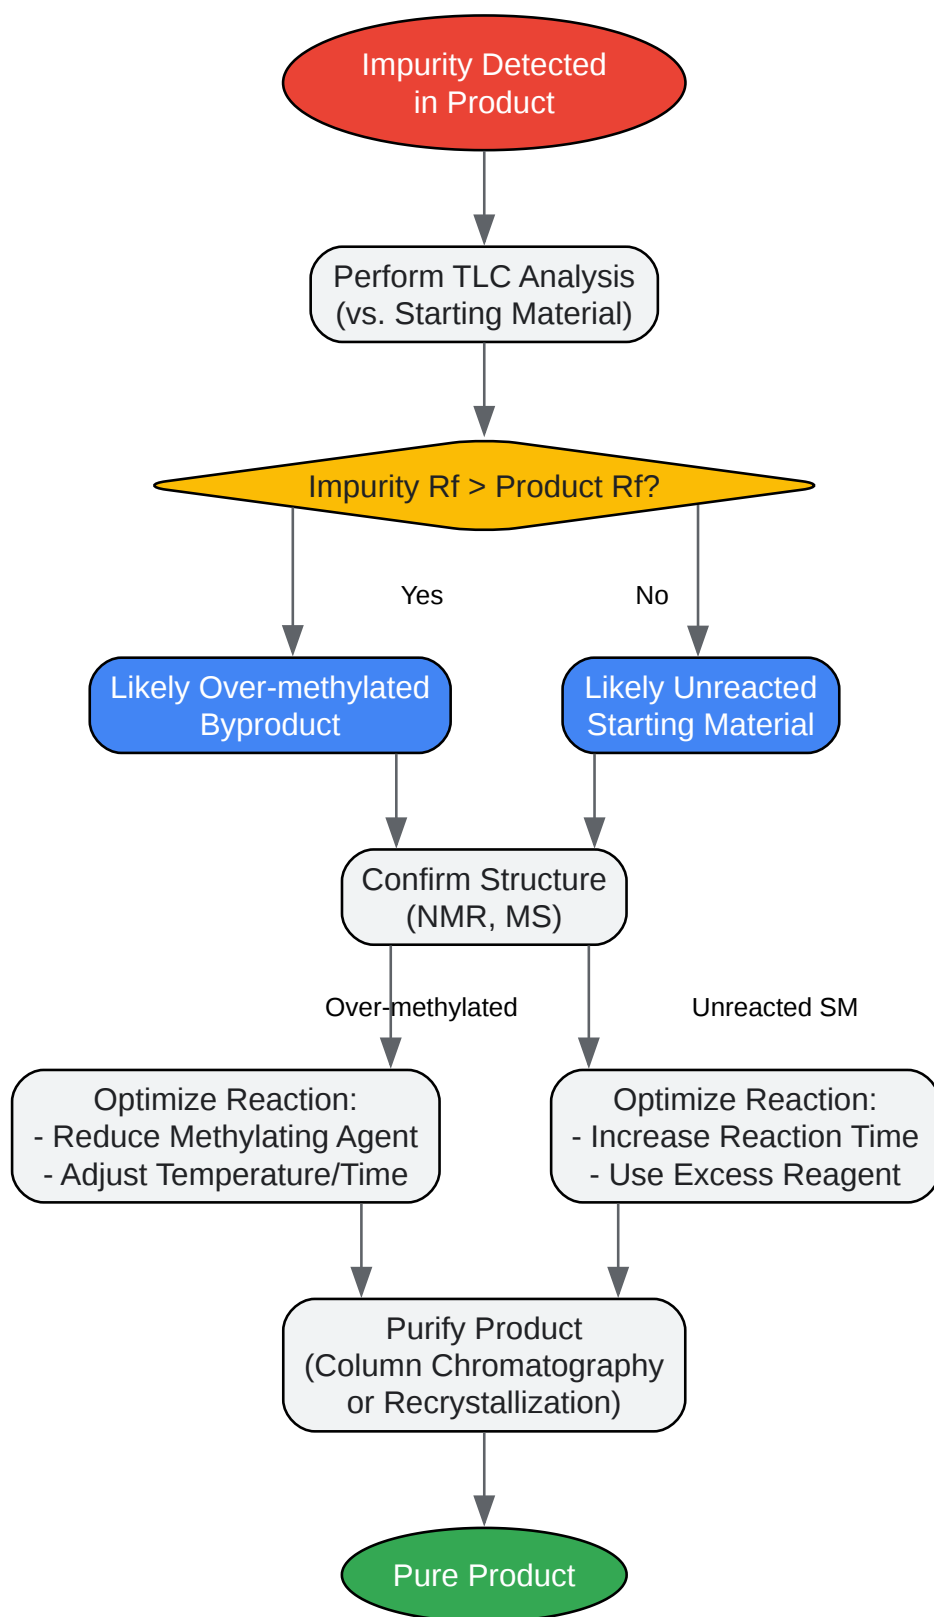 Impurity Detected
in Product
Perform TLC Analysis
(vs. Starting Material)
Impurity Rf > Product Rf?
Yes
No
Likely Over-methylated
Byproduct
Likely Unreacted
Starting Material
Confirm Structure
(NMR, MS)
Over-methylated
Unreacted SM
Optimize Reaction:
- Reduce Methylating Agent
- Adjust Temperature/Time
Optimize Reaction:
- Increase Reaction Time
- Use Excess Reagent
Purify Product
(Column Chromatography
or Recrystallization)
Pure Product